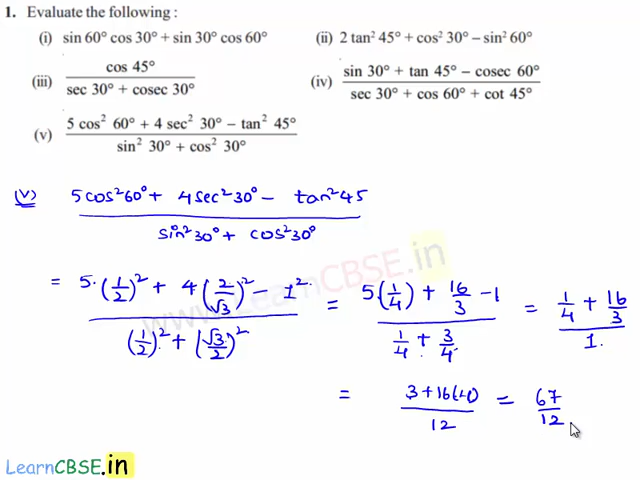 1. Evaluate the following :
(i) sin 60° cos 30° + sin 30° cos 60°
(ii) 2 tan² 45° + cos² 30° – sin² 60°
(iii) cos 45° / (sec 30° + cosec 30°)
(iv) (sin 30° + tan 45° – cosec 60°) / (sec 30° + cos 60° + cot 45°)
(v) (5 cos² 60° + 4 sec² 30° – tan² 45°) / (sin² 30° + cos² 30°)
(v) (5cos²60° + 4sec²30° – tan²45) / (sin²30° + cos²30°)
= (5·(1/2)² + 4(2/√3)² – 1²) / ((1/2)² + (√3/2)²) = (5·(1/4) + 16/3 – 1) / (1/4 + 3/4) = (1/4 + 16/3) / 1.
= (3 + 16(4)) / 12 = 67/12
www.LearnCBSE.in
LearnCBSE.in